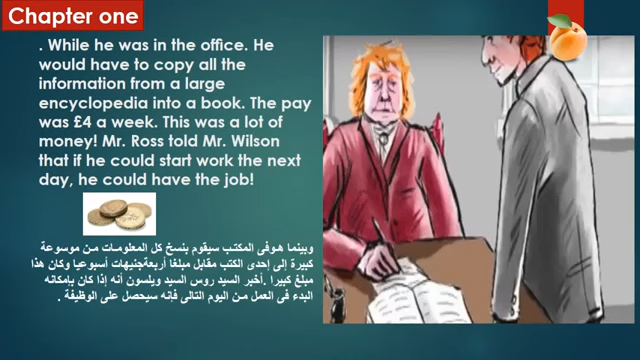 Chapter one
. While he was in the office. He
would have to copy all the
information from a large
encyclopedia into a book. The pay
was £4 a week. This was a lot of
money! Mr. Ross told Mr. Wilson
that if he could start work the next
day, he could have the job!
وبينما هوفى المكتب سيقوم بنسخ كل المعلومات من موسوعة
كبيرة إلى إحدى الكتب مقابل مبلغا أربعةجنيهات أسبوعيا وكان هذا
مبلغ كبيرا .أخبر السيد روس السيد ويلسون أنه إذا كان بإمكانه
البدء فى العمل من اليوم التالى فإنه سيحصل على الوظيفة .